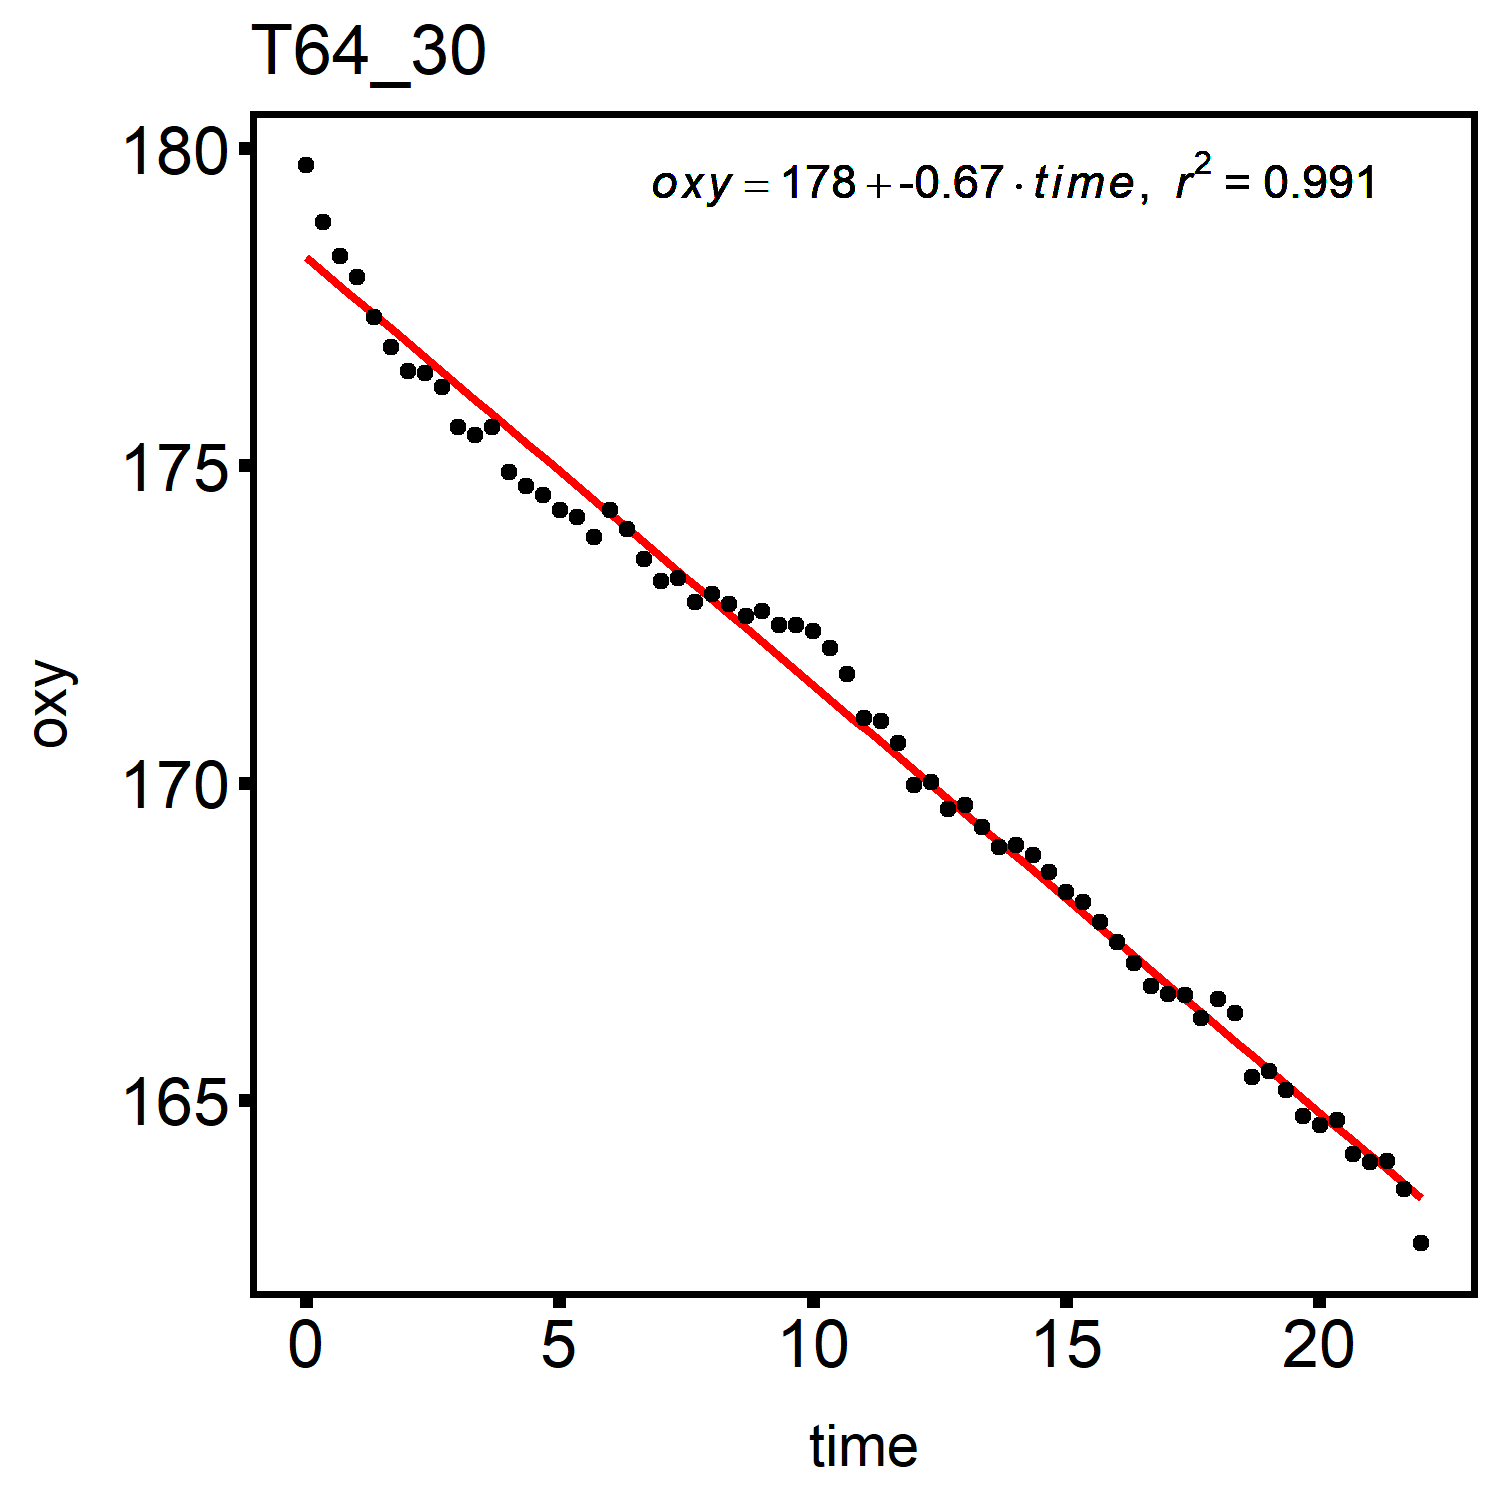 T64_30
oxy = 178 + -0.67 · time, r² = 0.991
180
175
170
165
oxy
0 5 10 15 20
time